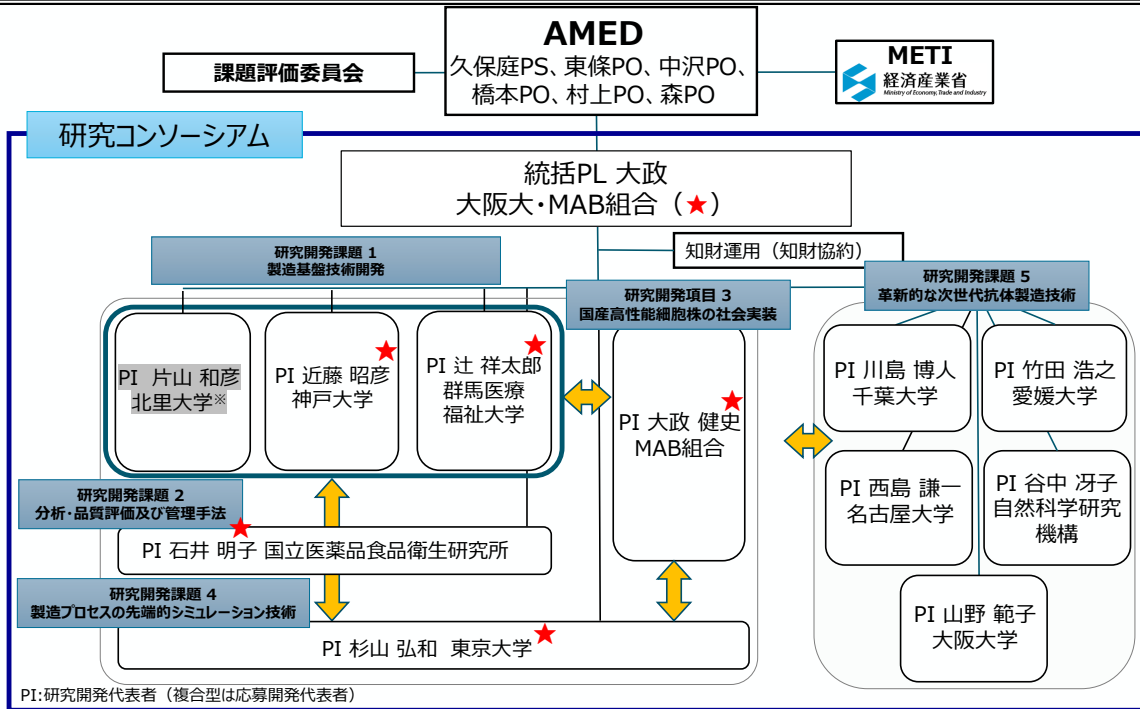 AMED
久保庭PS、東條PO、中沢PO、
橋本PO、村上PO、森PO
課題評価委員会
METI
経済産業省
Ministry of Economy, Trade and Industry
研究コンソーシアム
統括PL 大政
大阪大・MAB組合（★）
知財運用（知財協約）
研究開発課題 1
製造基盤技術開発
研究開発項目 3
国産高性能細胞株の社会実装
研究開発課題 5
革新的な次世代抗体製造技術
PI 片山 和彦
北里大学※
PI 近藤 昭彦
神戸大学
PI 辻 祥太郎
群馬医療
福祉大学
PI 大政 健史
MAB組合
PI 川島 博人
千葉大学
PI 竹田 浩之
愛媛大学
PI 西島 謙一
名古屋大学
PI 谷中 冴子
自然科学研究
機構
PI 山野 範子
大阪大学
研究開発課題 2
分析・品質評価及び管理手法
PI 石井 明子 国立医薬品食品衛生研究所
研究開発課題 4
製造プロセスの先端的シミュレーション技術
PI 杉山 弘和 東京大学
PI:研究開発代表者（複合型は応募開発代表者）